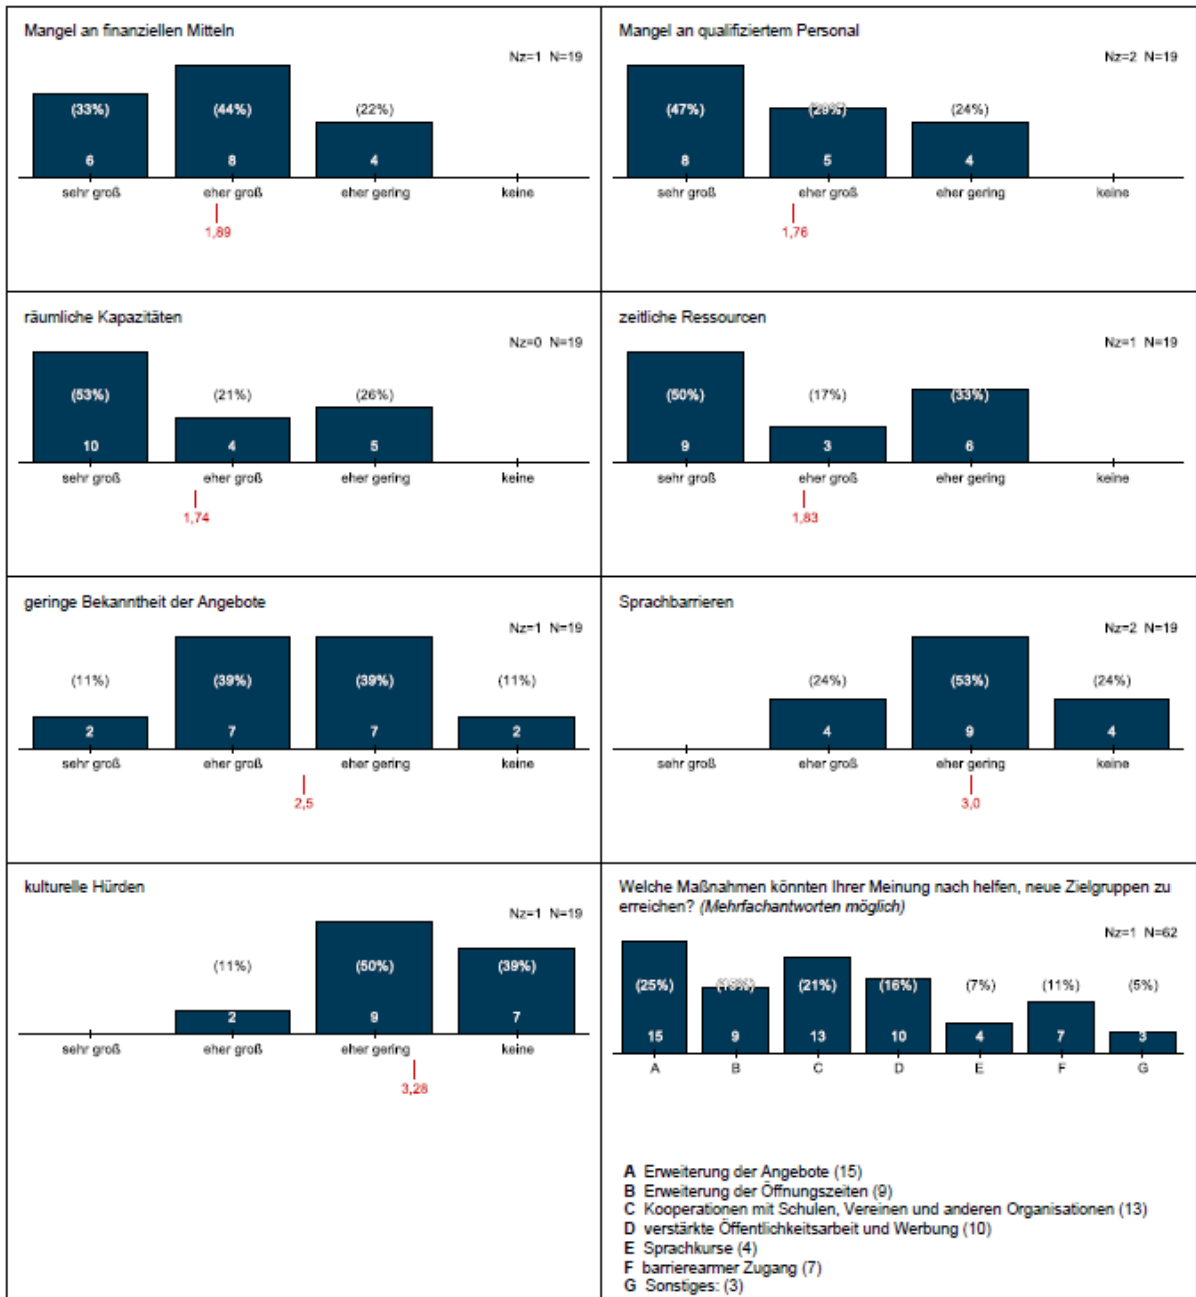 Mangel an finanziellen Mitteln
Nz=1 N=19
(33%) (44%) (22%)
6 8 4
sehr groß eher groß eher gering keine
1,89
Mangel an qualifiziertem Personal
Nz=2 N=19
(47%) (29%) (24%)
8 5 4
sehr groß eher groß eher gering keine
1,76
räumliche Kapazitäten
Nz=0 N=19
(53%) (21%) (26%)
10 4 5
sehr groß eher groß eher gering keine
1,74
zeitliche Ressourcen
Nz=1 N=19
(50%) (17%) (33%)
9 3 6
sehr groß eher groß eher gering keine
1,83
geringe Bekanntheit der Angebote
Nz=1 N=19
(11%) (39%) (39%) (11%)
2 7 7 2
sehr groß eher groß eher gering keine
2,5
Sprachbarrieren
Nz=2 N=19
(24%) (53%) (24%)
4 9 4
sehr groß eher groß eher gering keine
3,0
kulturelle Hürden
Nz=1 N=19
(11%) (50%) (39%)
2 9 7
sehr groß eher groß eher gering keine
3,28
Welche Maßnahmen könnten Ihrer Meinung nach helfen, neue Zielgruppen zu
erreichen? (Mehrfachantworten möglich)
Nz=1 N=62
(25%) (15%) (21%) (16%) (7%) (11%) (5%)
15 9 13 10 4 7 3
A B C D E F G
A Erweiterung der Angebote (15)
B Erweiterung der Öffnungszeiten (9)
C Kooperationen mit Schulen, Vereinen und anderen Organisationen (13)
D verstärkte Öffentlichkeitsarbeit und Werbung (10)
E Sprachkurse (4)
F barrierearmer Zugang (7)
G Sonstiges: (3)